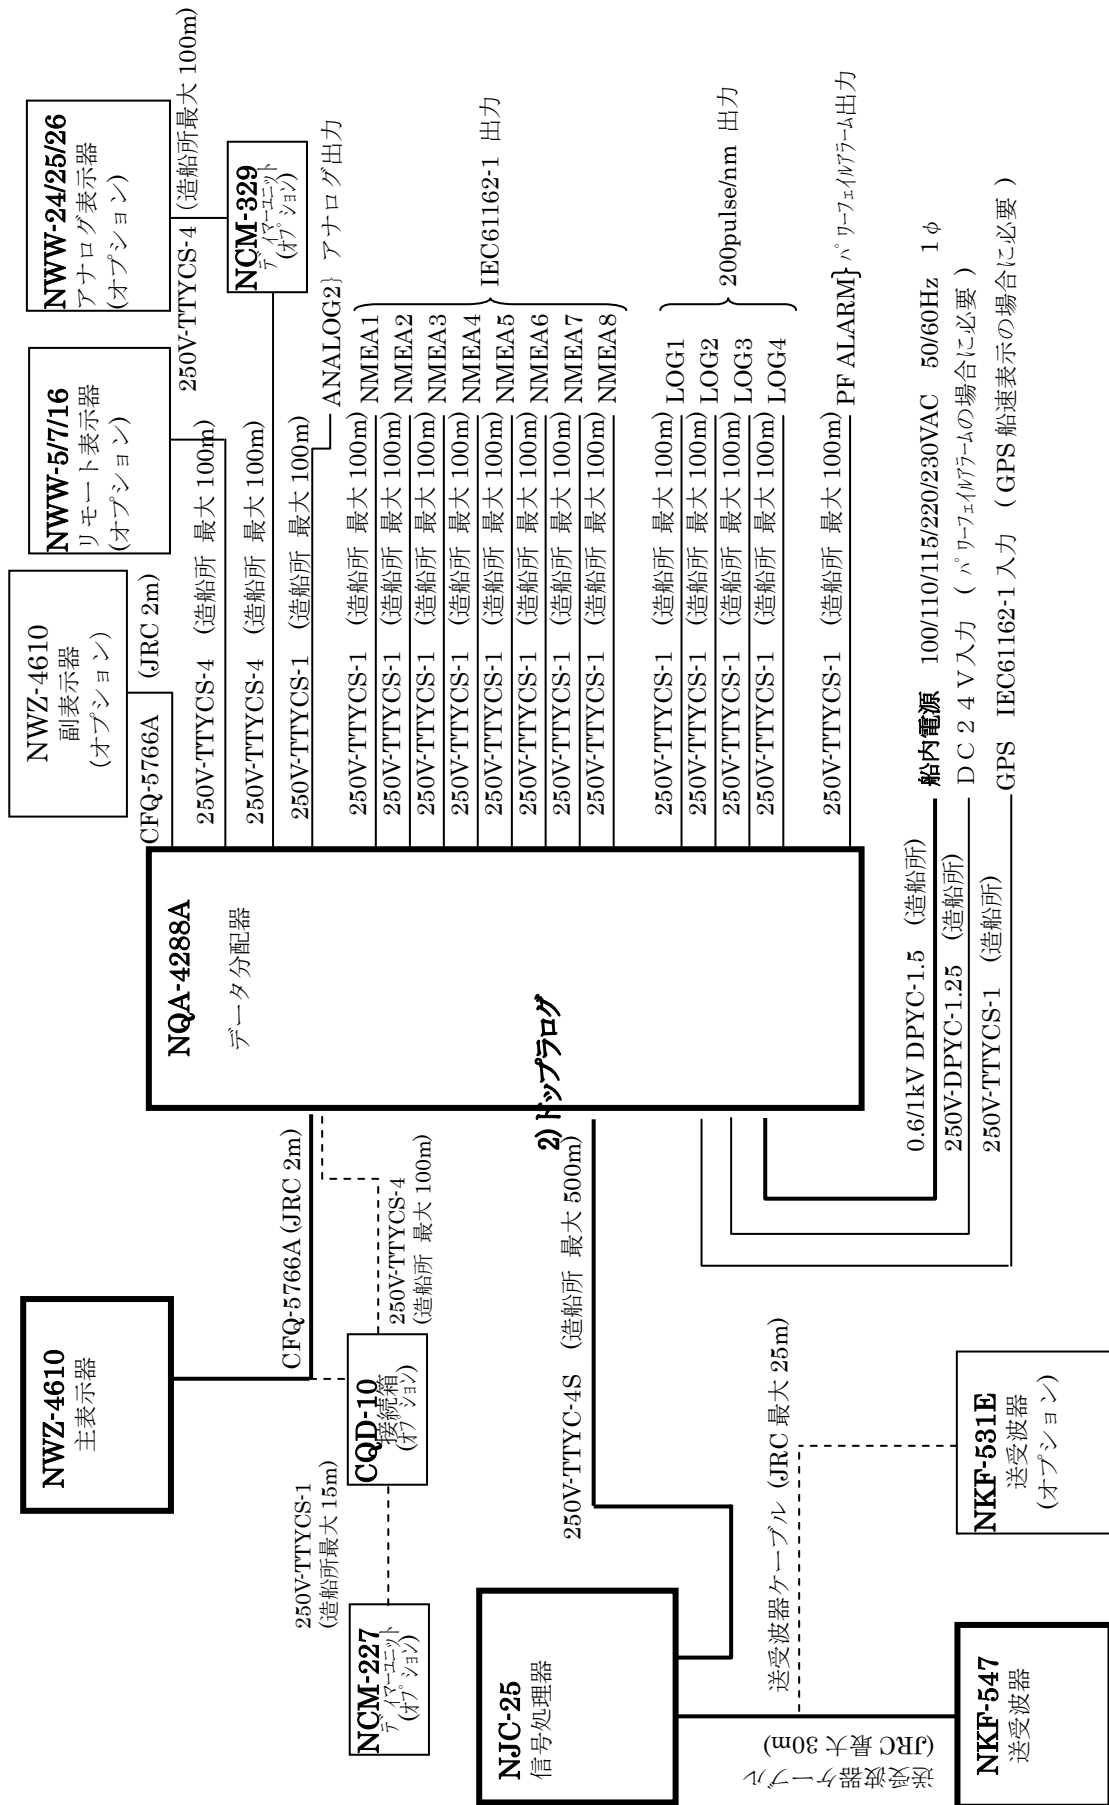 NWZ-4610
主表示器
CFQ-5766A (JRC 2m)
250V-TTYCS-1
(造船所最大 15m)
NCM-227
ディマーユニット
(オプション)
CQD-10
接続箱
(オプション)
250V-TTYCS-4
(造船所 最大 100m)
NJC-25
信号処理器
250V-TTYC-4S (造船所 最大 500m)
送受波器ケーブル
(JRC 最大 30m)
送受波器ケーブル (JRC 最大 25m)
NKF-547
送受波器
NKF-531E
送受波器
(オプション)
NQA-4288A
データ分配器
2) ドップラログ
NWZ-4610
副表示器
(オプション)
CFQ-5766A (JRC 2m)
NWW-5/7/16
リモート表示器
(オプション)
NWW-24/25/26
アナログ表示器
(オプション)
250V-TTYCS-4 (造船所最大 100m)
NCM-329
ディマーユニット
(オプション)
250V-TTYCS-4 (造船所 最大 100m)
250V-TTYCS-4 (造船所 最大 100m)
250V-TTYCS-1 (造船所 最大 100m) ANALOG2} アナログ出力
250V-TTYCS-1 (造船所 最大 100m) NMEA1
250V-TTYCS-1 (造船所 最大 100m) NMEA2
250V-TTYCS-1 (造船所 最大 100m) NMEA3
250V-TTYCS-1 (造船所 最大 100m) NMEA4
250V-TTYCS-1 (造船所 最大 100m) NMEA5
250V-TTYCS-1 (造船所 最大 100m) NMEA6
250V-TTYCS-1 (造船所 最大 100m) NMEA7
250V-TTYCS-1 (造船所 最大 100m) NMEA8
IEC61162-1 出力
250V-TTYCS-1 (造船所 最大 100m) LOG1
250V-TTYCS-1 (造船所 最大 100m) LOG2
250V-TTYCS-1 (造船所 最大 100m) LOG3
250V-TTYCS-1 (造船所 最大 100m) LOG4
200pulse/nm 出力
250V-TTYCS-1 (造船所 最大 100m) PF ALARM} パワーフェイルアラーム出力
0.6/1kV DPYC-1.5 (造船所) 船内電源 100/110/115/220/230VAC 50/60Hz 1φ
250V-DPYC-1.25 (造船所) DC24V入力 (パワーフェイルアラームの場合に必要)
250V-TTYCS-1 (造船所) GPS IEC61162-1 入力 (GPS 船速表示の場合に必要)